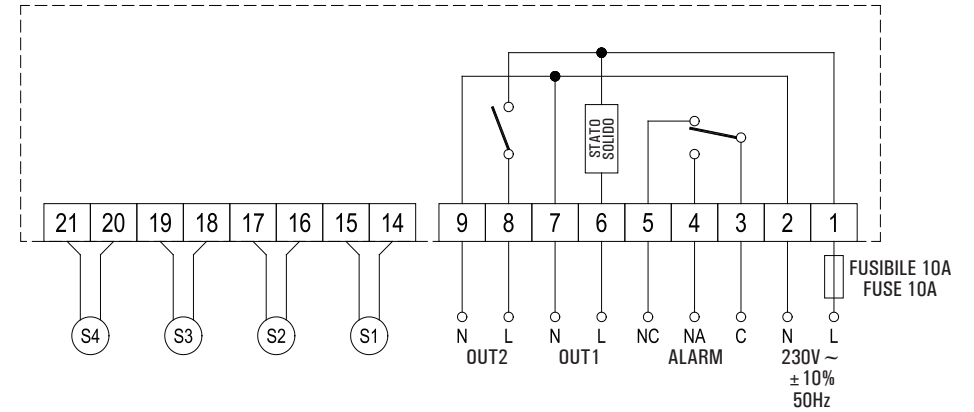 STATO
SOLIDO
21 20 19 18 17 16 15 14 9 8 7 6 5 4 3 2 1
FUSIBILE 10A
FUSE 10A
S4 S3 S2 S1
N L N L NC NA C N L
OUT2 OUT1 ALARM 230V ~
± 10%
50Hz